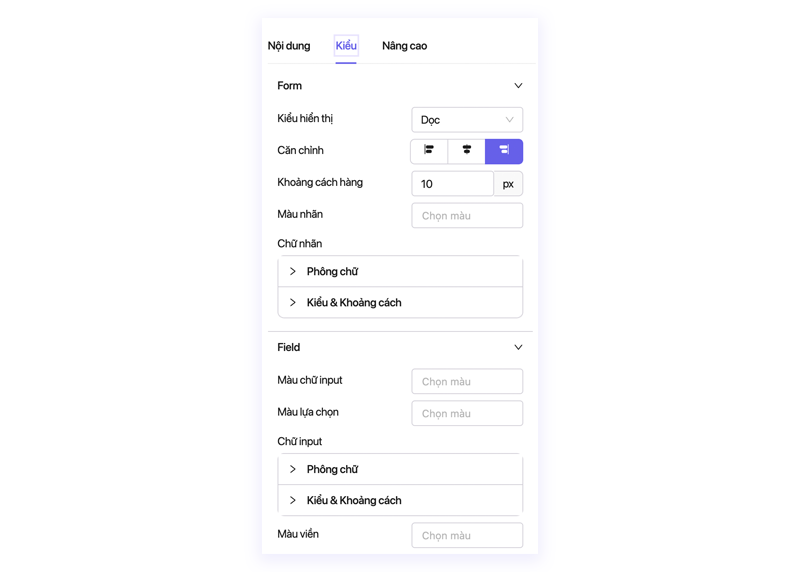 Nội dung Kiểu Nâng cao
Form
Kiểu hiển thị Dọc
Căn chỉnh
Khoảng cách hàng 10 px
Màu nhãn Chọn màu
Chữ nhãn
Phông chữ
Kiểu & Khoảng cách
Field
Màu chữ input Chọn màu
Màu lựa chọn Chọn màu
Chữ input
Phông chữ
Kiểu & Khoảng cách
Màu viền Chọn màu